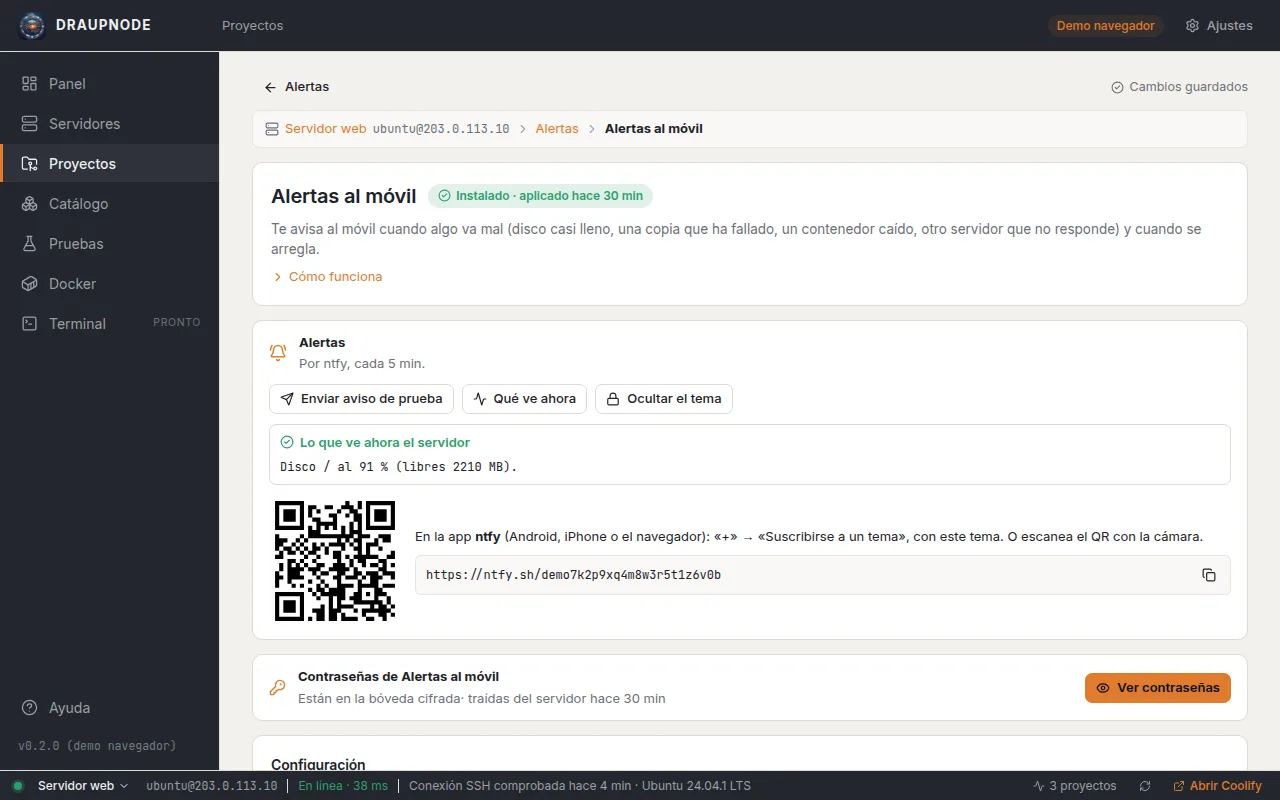 DRAUPNODE
Proyectos
Demo navegador
Ajustes
Panel
Servidores
Proyectos
Catálogo
Pruebas
Docker
Terminal PRONTO
Ayuda
v0.2.0 (demo navegador)
Alertas
Cambios guardados
Servidor web ubuntu@203.0.113.10 > Alertas > Alertas al móvil
Alertas al móvil
Instalado · aplicado hace 30 min
Te avisa al móvil cuando algo va mal (disco casi lleno, una copia que ha fallado, un contenedor caído, otro servidor que no responde) y cuando se
arregla.
Cómo funciona
Alertas
Por ntfy, cada 5 min.
Enviar aviso de prueba
Qué ve ahora
Ocultar el tema
Lo que ve ahora el servidor
Disco / al 91 % (libres 2210 MB).
En la app ntfy (Android, iPhone o el navegador): «+» → «Suscribirse a un tema», con este tema. O escanea el QR con la cámara.
https://ntfy.sh/demo7k2p9xq4m8w3r5t1z6v0b
Contraseñas de Alertas al móvil
Están en la bóveda cifrada· traídas del servidor hace 30 min
Ver contraseñas
Configuración
Servidor web
ubuntu@203.0.113.10
En línea · 38 ms
Conexión SSH comprobada hace 4 min · Ubuntu 24.04.1 LTS
3 proyectos
Abrir Coolify